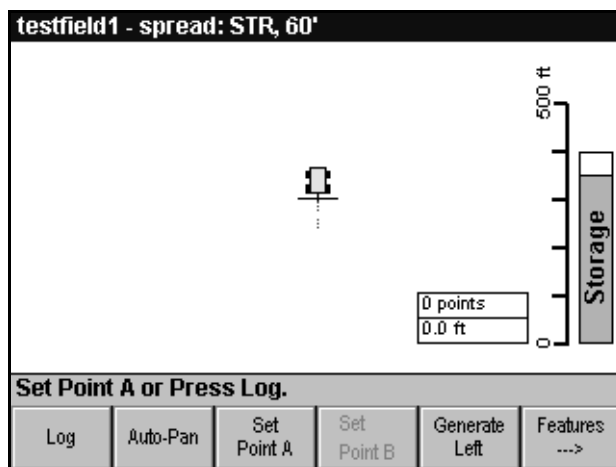 testfield1 - spread: STR, 60'
500 ft
Storage
0 points
0.0 ft
0
Set Point A or Press Log.
Log
Auto-Pan
Set
Point A
Set
Point B
Generate
Left
Features
--->